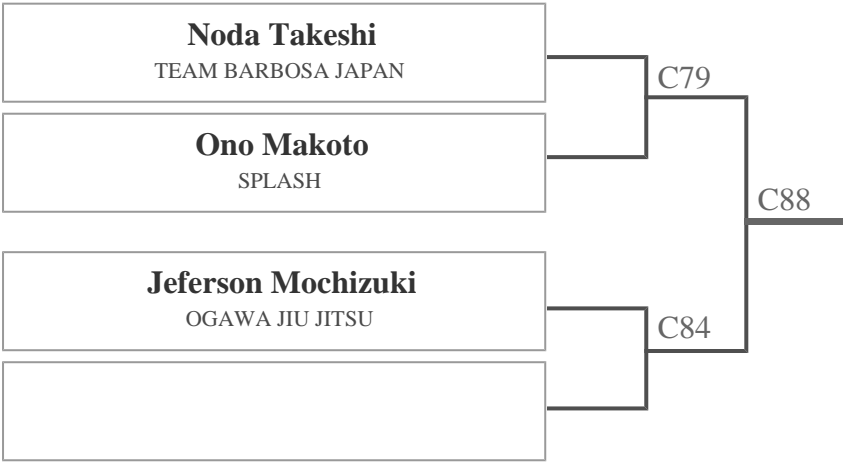 Noda Takeshi
TEAM BARBOSA JAPAN
C79
Ono Makoto
SPLASH
C88
Jeferson Mochizuki
OGAWA JIU JITSU
C84